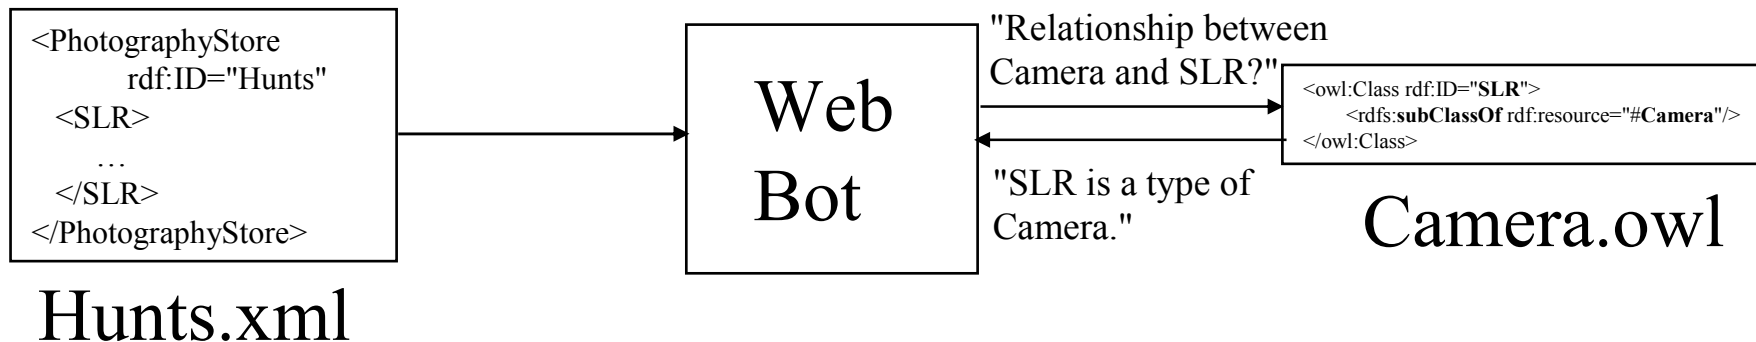 <PhotographyStore
rdf:ID="Hunts"
<SLR>
…
</SLR>
</PhotographyStore>
Hunts.xml
Web
Bot
"Relationship between
Camera and SLR?"
"SLR is a type of
Camera."
<owl:Class rdf:ID="SLR">
<rdfs:subClassOf rdf:resource="#Camera"/>
</owl:Class>
Camera.owl